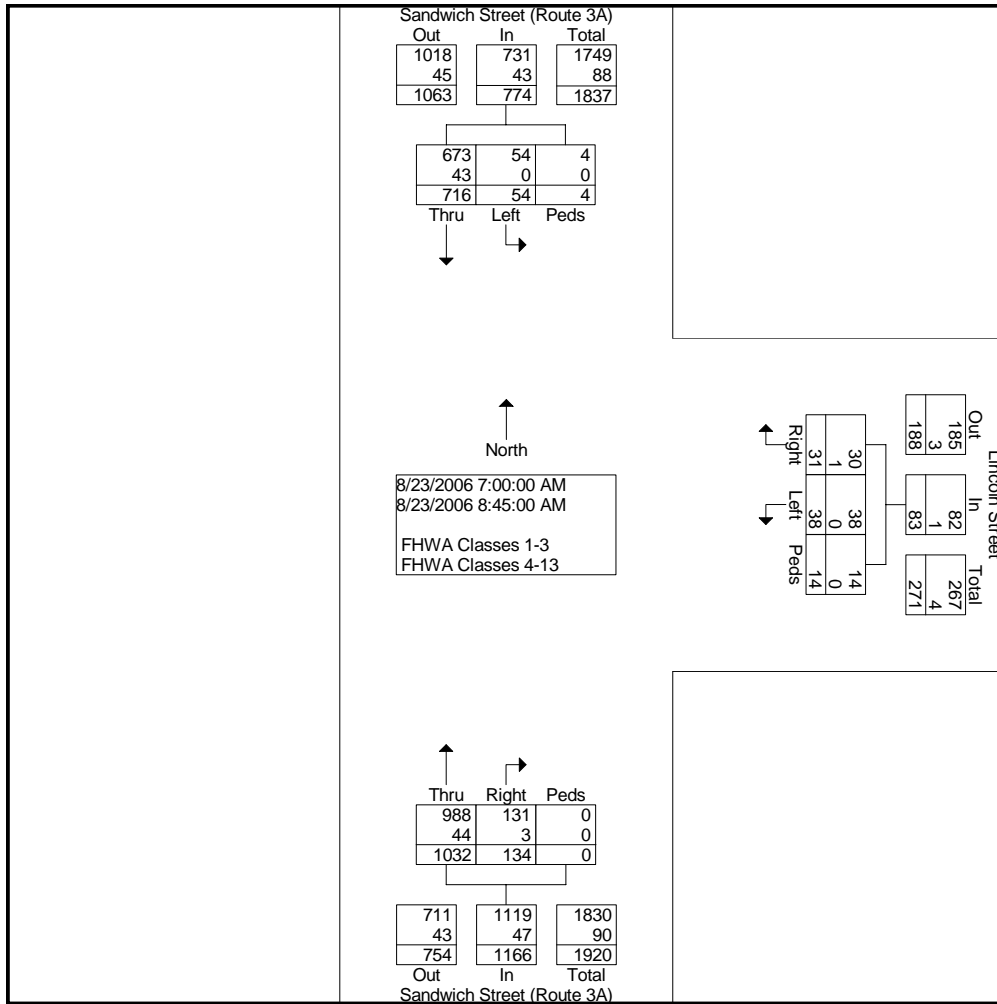 Sandwich Street (Route 3A)
Out In Total
1018 731 1749
45 43 88
1063 774 1837
673 54 4
43 0 0
716 54 4
Thru Left Peds
North
8/23/2006 7:00:00 AM
8/23/2006 8:45:00 AM
FHWA Classes 1-3
FHWA Classes 4-13
Lincoln Street
Out In Total
185 82 267
3 1 4
188 83 271
30 38 14
1 0 0
31 38 14
Right Left Peds
Thru Right Peds
988 131 0
44 3 0
1032 134 0
711 1119 1830
43 47 90
754 1166 1920
Out In Total
Sandwich Street (Route 3A)